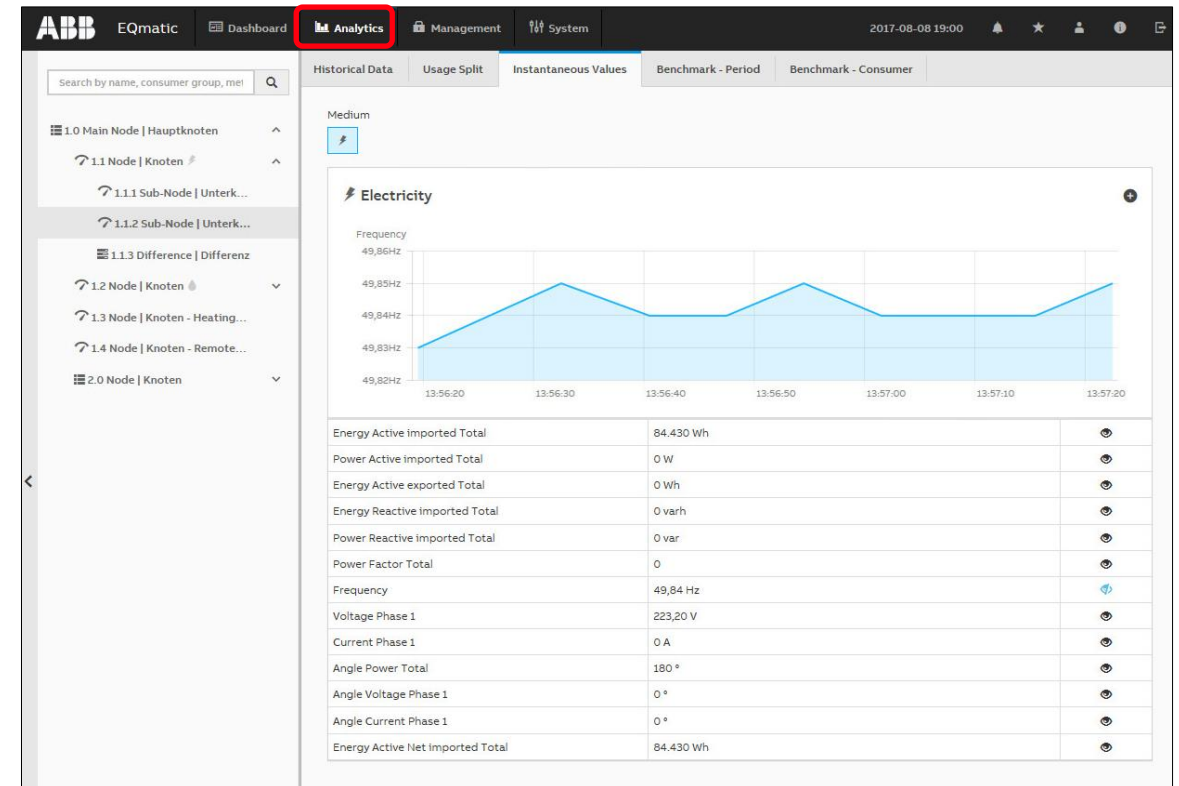 ABB EQmatic Dashboard Analytics Management System 2017-08-08 19:00
Search by name, consumer group, met
1.0 Main Node | Hauptknoten
1.1 Node | Knoten
1.1.1 Sub-Node | Unterk...
1.1.2 Sub-Node | Unterk...
1.1.3 Difference | Differenz
1.2 Node | Knoten
1.3 Node | Knoten - Heating...
1.4 Node | Knoten - Remote...
2.0 Node | Knoten
Historical Data Usage Split Instantaneous Values Benchmark - Period Benchmark - Consumer
Medium
Electricity
Frequency
49,86HZ
49,85HZ
49,84HZ
49,83HZ
49,82HZ
13:56:20 13:56:30 13:56:40 13:56:50 13:57:00 13:57:10 13:57:20
Energy Active imported Total 84.430 Wh
Power Active imported Total 0 W
Energy Active exported Total 0 Wh
Energy Reactive imported Total 0 varh
Power Reactive imported Total 0 var
Power Factor Total 0
Frequency 49,84 Hz
Voltage Phase 1 223,20 V
Current Phase 1 0 A
Angle Power Total 180 °
Angle Voltage Phase 1 0 °
Angle Current Phase 1 0 °
Energy Active Net imported Total 84.430 Wh